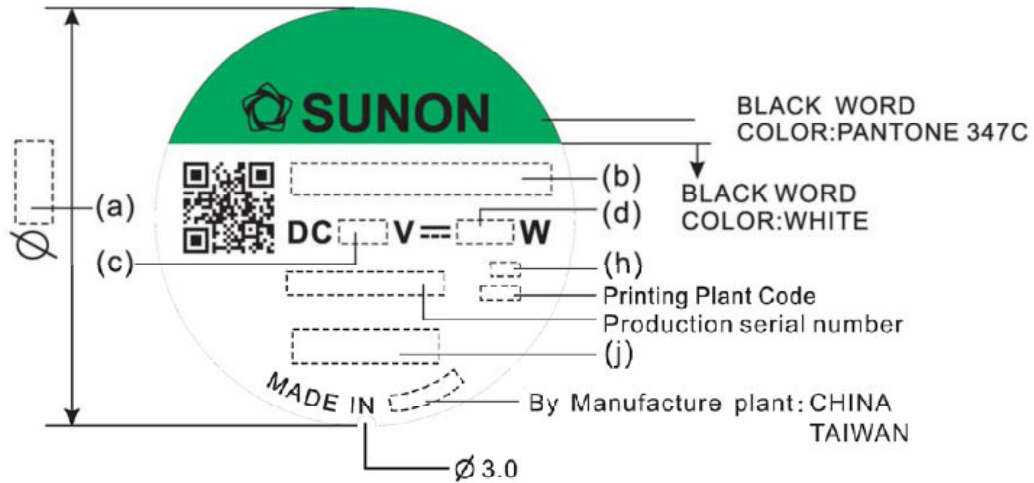 SUNON
BLACK WORD
COLOR:PANTONE 347C
(a)
(b)
BLACK WORD
COLOR:WHITE
(d)
DC V W
(c)
(h)
Printing Plant Code
Production serial number
(j)
MADE IN
By Manufacture plant: CHINA
TAIWAN
Ø
Ø 3.0